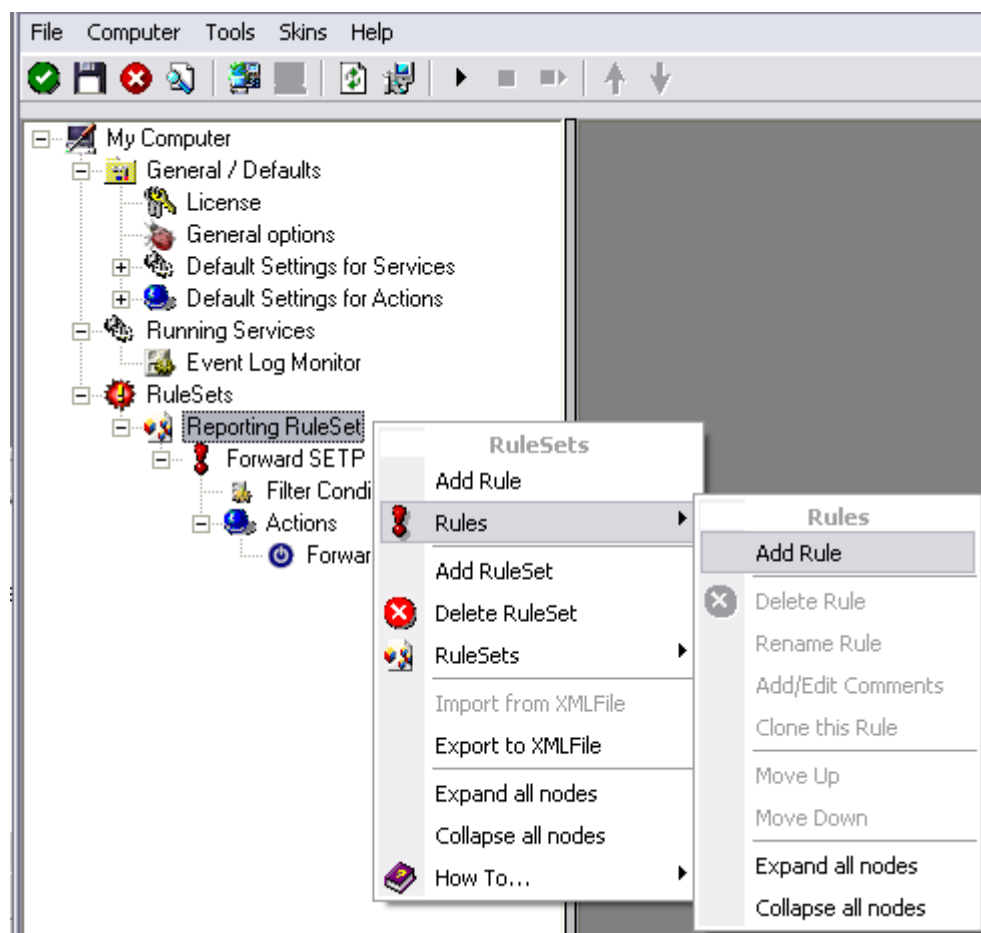 File Computer Tools Skins Help
My Computer
General / Defaults
License
General options
Default Settings for Services
Default Settings for Actions
Running Services
Event Log Monitor
RuleSets
Reporting RuleSet
Forward SETP
Filter Condi
Actions
Forwar
RuleSets
Add Rule
Rules
Add RuleSet
Delete RuleSet
RuleSets
Import from XMLFile
Export to XMLFile
Expand all nodes
Collapse all nodes
How To...
Rules
Add Rule
Delete Rule
Rename Rule
Add/Edit Comments
Clone this Rule
Move Up
Move Down
Expand all nodes
Collapse all nodes